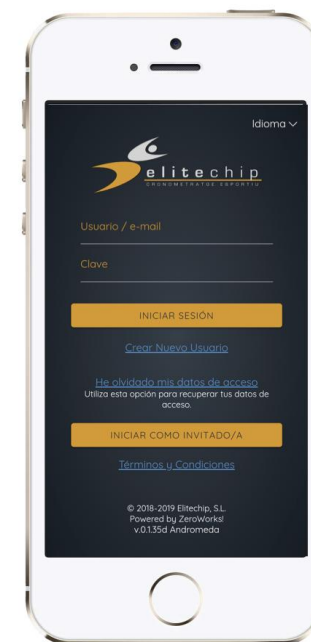 Idioma
elitechip
CRONOMETRATGE ESPORTIU
Usuario / e-mail
Clave
INICIAR SESIÓN
Crear Nuevo Usuario
He olvidado mis datos de acceso
Utiliza esta opción para recuperar tus datos de
acceso.
INICIAR COMO INVITADO/A
Términos y Condiciones
© 2018-2019 Elitechip, S.L.
Powered by ZeroWorks!
v.0.1.35d Andromeda